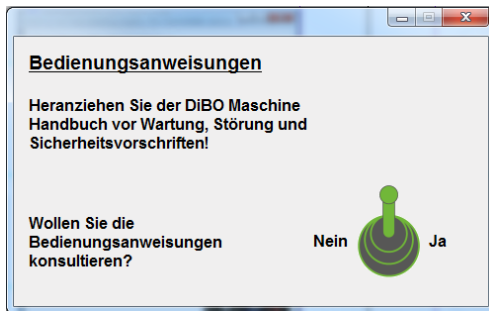 Bedienungsanweisungen
Heranziehen Sie der DiBO Maschine
Handbuch vor Wartung, Störung und
Sicherheitsvorschriften!
Wollen Sie die
Bedienungsanweisungen
konsultieren?
Nein Ja